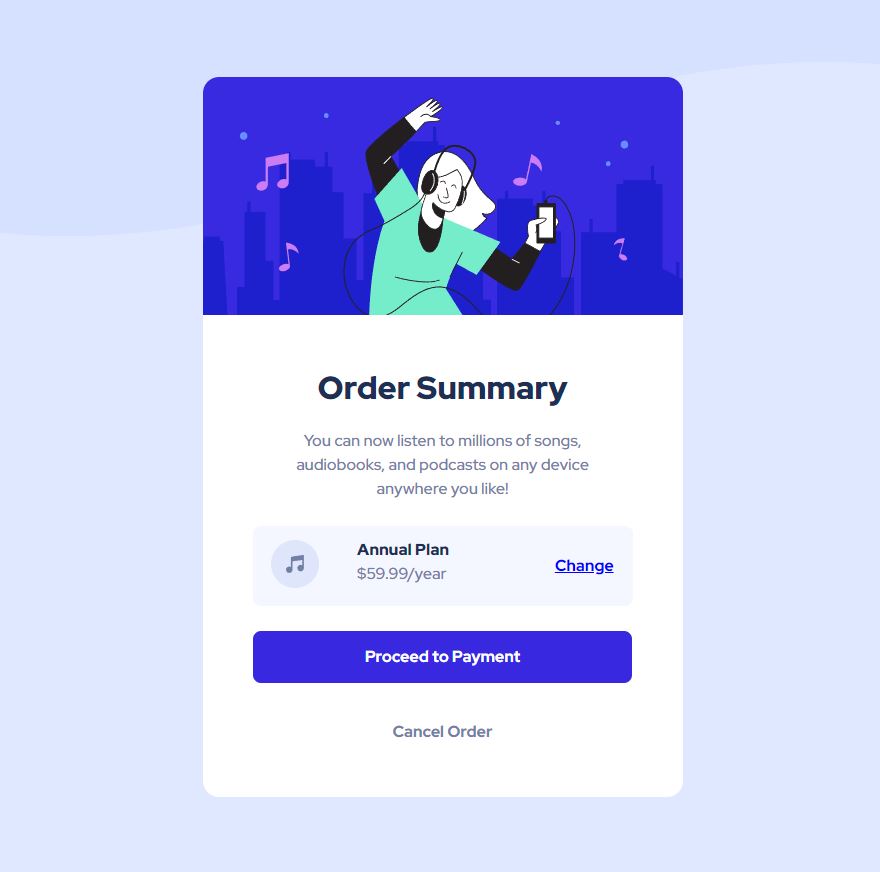 Order Summary
You can now listen to millions of songs,
audiobooks, and podcasts on any device
anywhere you like!
Annual Plan
$59.99/year
Change
Proceed to Payment
Cancel Order